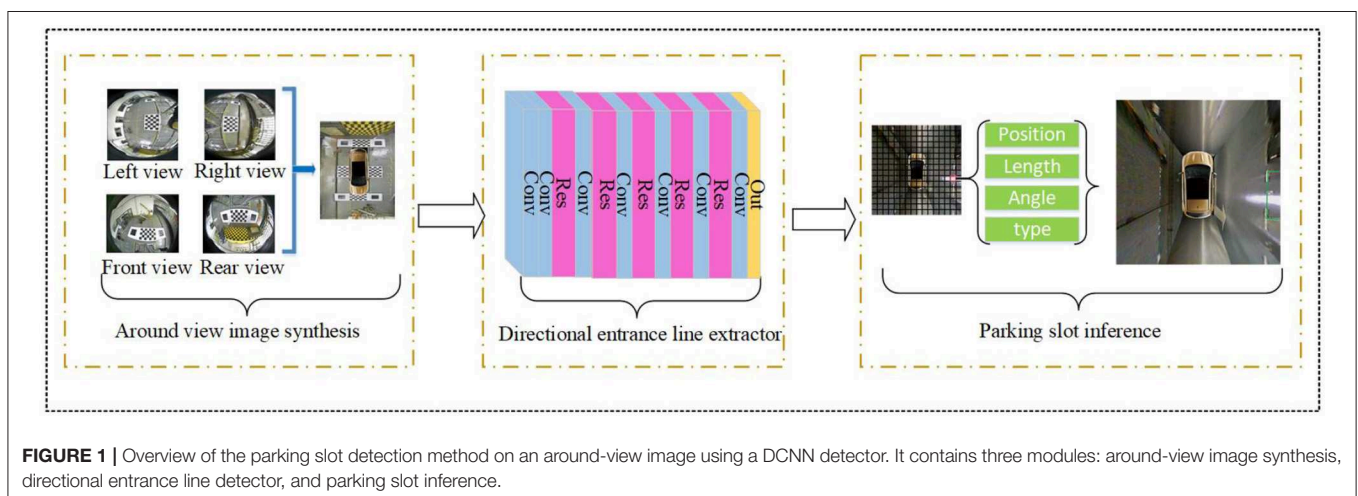 Left view
Right view
Front view
Rear view
Around view image synthesis
Conv
Conv
Res
Conv
Res
Conv
Res
Conv
Res
Conv
Res
Conv
Out
Directional entrance line extractor
Position
Length
Angle
type
Parking slot inference
FIGURE 1 | Overview of the parking slot detection method on an around-view image using a DCNN detector. It contains three modules: around-view image synthesis,
directional entrance line detector, and parking slot inference.